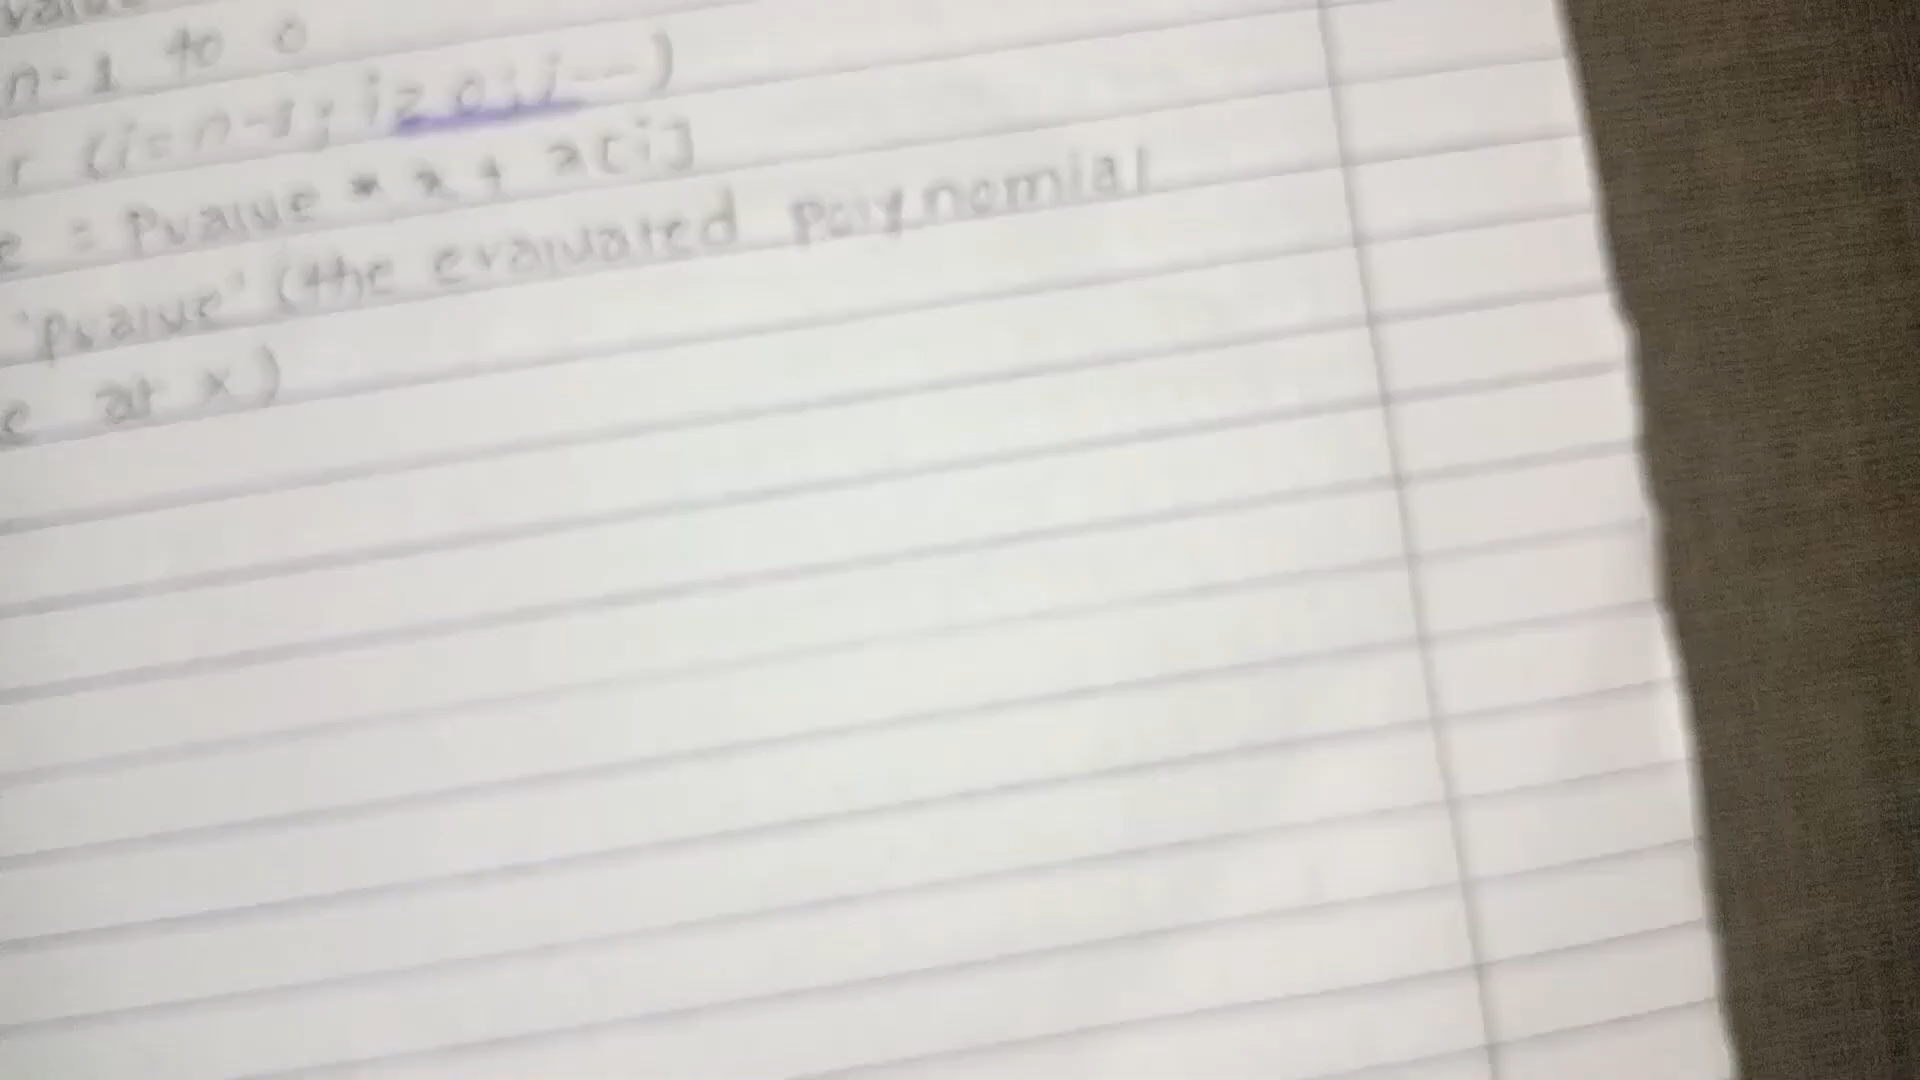 n-1 to 0
r (i=n-1; i≥0; i--)
e = Pvalue * x + a[i]
"Pvalue" (the evaluated polynomial
e at x)